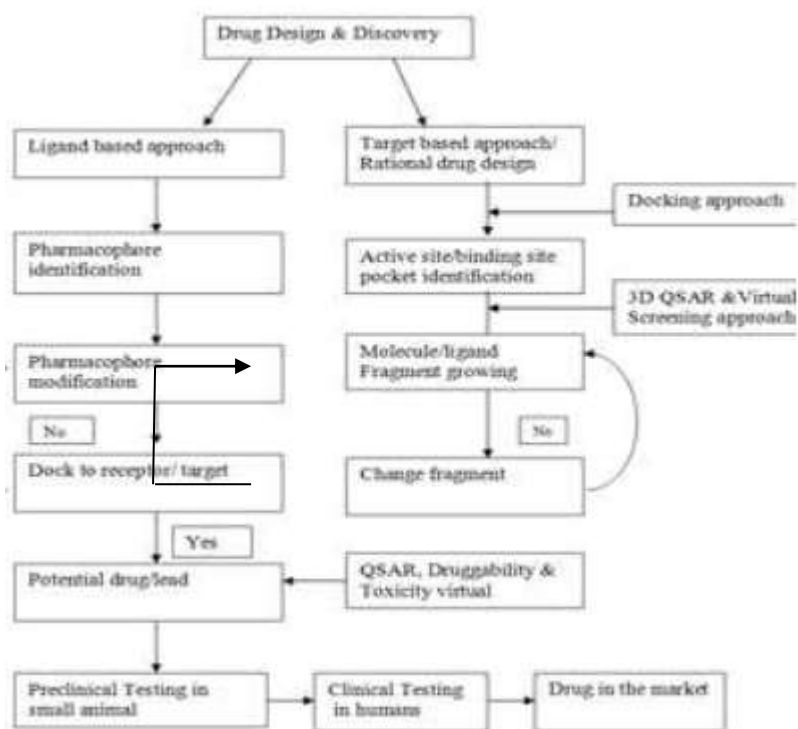 Drug Design & Discovery
Ligand based approach
Target based approach/
Rational drug design
Docking approach
Pharmacophore
identification
Active site/binding site
pocket identification
3D QSAR &Virtual
Screening approach
Pharmacophore
modification
Molecule/ligand
Fragment growing
No
No
Dock to receptor/ target
Change fragment
Yes
Potential drug/lead
QSAR, Druggability &
Toxicity virtual
Preclinical Testing in
small animal
Clinical Testing
in humans
Drug in the market